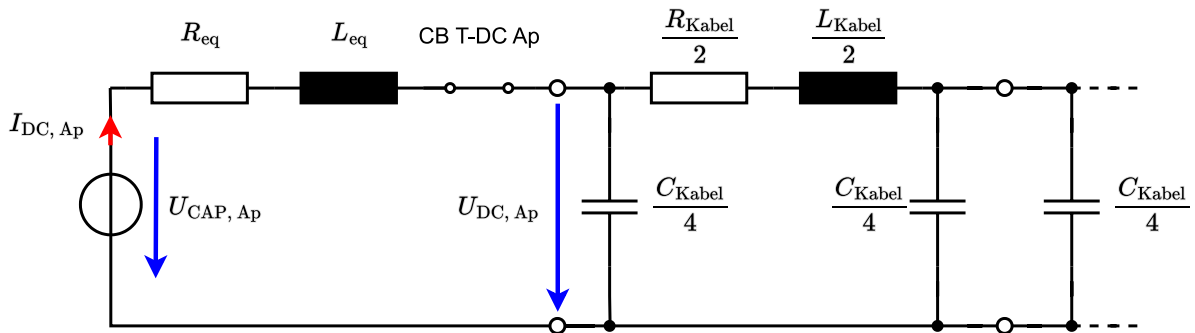 R_eq
L_eq
CB T-DC Ap
R_Kabel
2
L_Kabel
2
I_DC, Ap
U_CAP, Ap
U_DC, Ap
C_Kabel
4
C_Kabel
4
C_Kabel
4